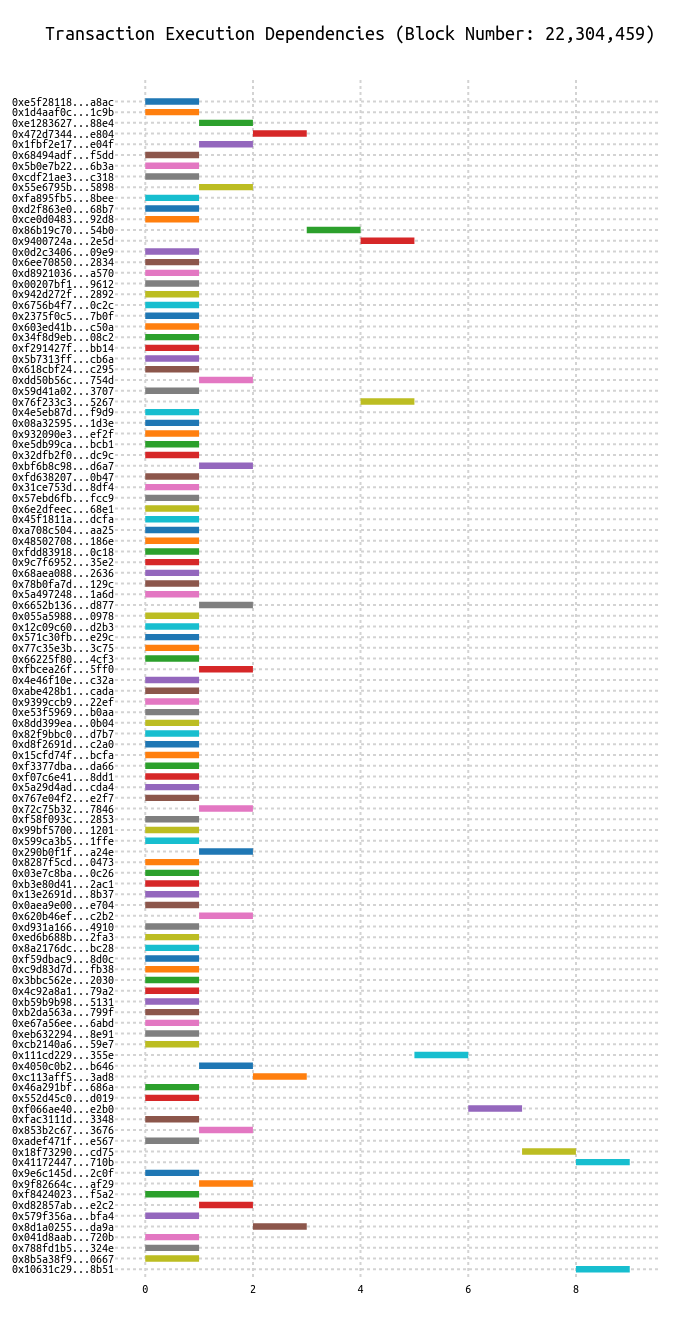 Transaction Execution Dependencies (Block Number: 22,304,459)
0xe5f28118...a8ac
0x1d4aaf0c...1c9b
0xe1283627...88e4
0x472d7344...e804
0x1fbf2e17...e04f
0x68494adf...f5dd
0x5b0e7b22...6b3a
0xcdf21ae3...c318
0x55e6795b...5898
0xfa895fb5...8bee
0xd2f863e0...68b7
0xce0d0483...92d8
0x86b19c70...54b0
0x9400724a...2e5d
0x0d2c3406...09e9
0x6ee70850...2834
0xd8921036...a570
0x00207bf1...9612
0x942d272f...2892
0x6756b4f7...0c2c
0x2375f0c5...7b0f
0x603ed41b...c50a
0x34f8d9eb...08c2
0xf291427f...bb14
0x5b7313ff...cb6a
0x618cbf24...c295
0xdd50b56c...754d
0x59d41a02...3707
0x76f233c3...5267
0x4e5eb87d...f9d9
0x08a32595...1d3e
0x932090e3...ef2f
0xe5db99ca...bcb1
0x32dfb2f0...dc9c
0xbf6b8c98...d6a7
0xfd638207...0b47
0x31ce753d...8df4
0x57ebd6fb...fcc9
0x6e2dfeec...68e1
0x45f1811a...dcfa
0xa708c504...aa25
0x48502708...186e
0xfdd83918...0c18
0x9c7f6952...35e2
0x68aea088...2636
0x78b0fa7d...129c
0x5a497248...1a6d
0x6652b136...d877
0x055a5988...0978
0x12c09c60...d2b3
0x571c30fb...e29c
0x77c35e3b...3c75
0x66225f80...4cf3
0xfbcea26f...5ff0
0x4e46f10e...c32a
0xabe428b1...cada
0x9399ccb9...22ef
0xe53f5969...b0aa
0x8dd399ea...0b04
0x82f9bbc0...d7b7
0xd8f2691d...c2a0
0x15cfd74f...bcfa
0xf3377dba...da66
0xf07c6e41...8dd1
0x5a29d4ad...cda4
0x767e04f2...e2f7
0x72c75b32...7846
0xf58f093c...2853
0x99bf5700...1201
0x599ca3b5...1ffe
0x290b0f1f...a24e
0x8287f5cd...0473
0x03e7c8ba...0c26
0xb3e80d41...2ac1
0x13e2691d...8b37
0x0aea9e00...e704
0x620b46ef...c2b2
0xd931a166...4910
0xed6b688b...2fa3
0x8a2176dc...bc28
0xf59dbac9...8d0c
0xc9d83d7d...fb38
0x3bbc562e...2030
0x4c92a8a1...79a2
0xb59b9b98...5131
0xb2da563a...799f
0xe67a56ee...6abd
0xeb632294...8e91
0xcb2140a6...59e7
0x111cd229...355e
0x4050c0b2...b646
0xc113aff5...3ad8
0x46a291bf...686a
0x552d45c0...d019
0xf066ae40...e2b0
0xfac3111d...3348
0x853b2c67...3676
0xadef471f...e567
0x18f73290...cd75
0x41172447...710b
0x9e6c145d...2c0f
0x9f82664c...af29
0xf8424023...f5a2
0xd82857ab...e2c2
0x579f356a...bfa4
0x8d1a0255...da9a
0x041d8aab...720b
0x788fd1b5...324e
0x8b5a38f9...0667
0x10631c29...8b51
0 2 4 6 8